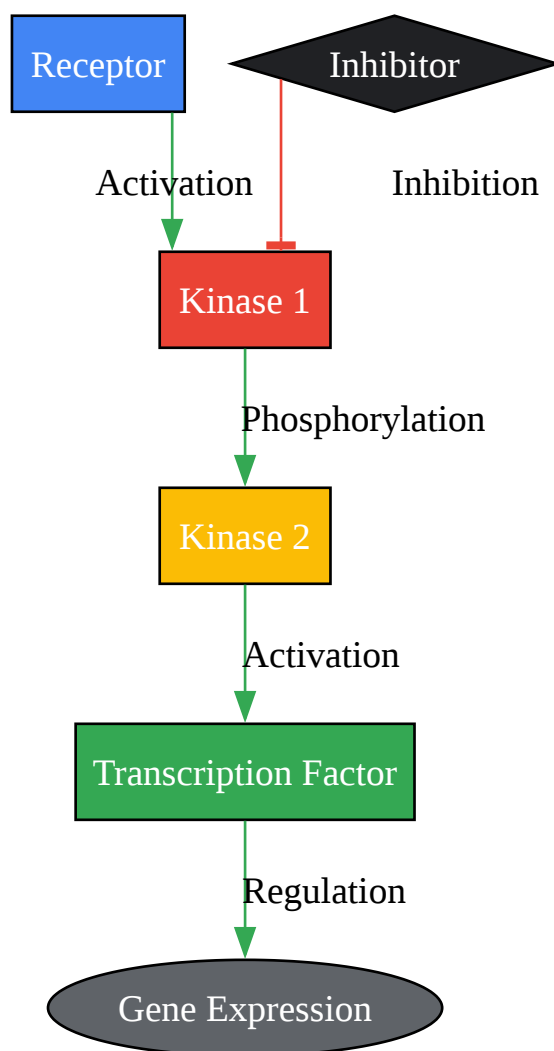 Receptor
Inhibitor
Activation
Inhibition
Kinase 1
Phosphorylation
Kinase 2
Activation
Transcription Factor
Regulation
Gene Expression